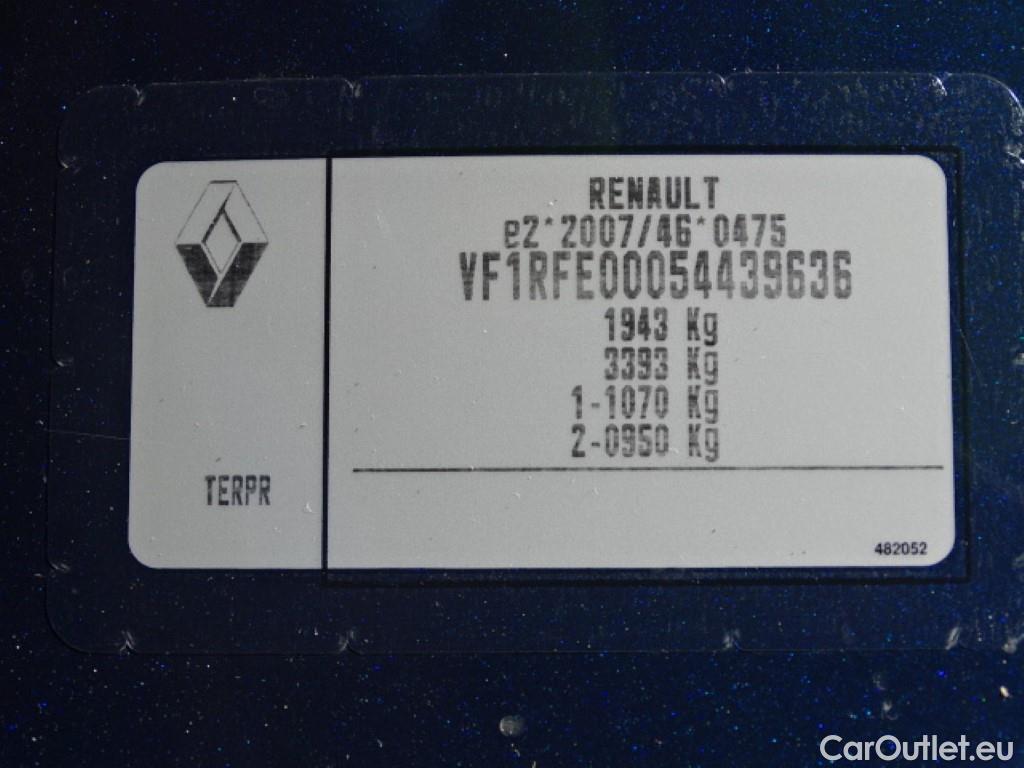 RENAULT
e2*2007/46*0475
VF1RFE00054439636
1943 Kg
3393 Kg
1-1070 Kg
2-0950 Kg
TERPR
482052
CarOutlet.eu